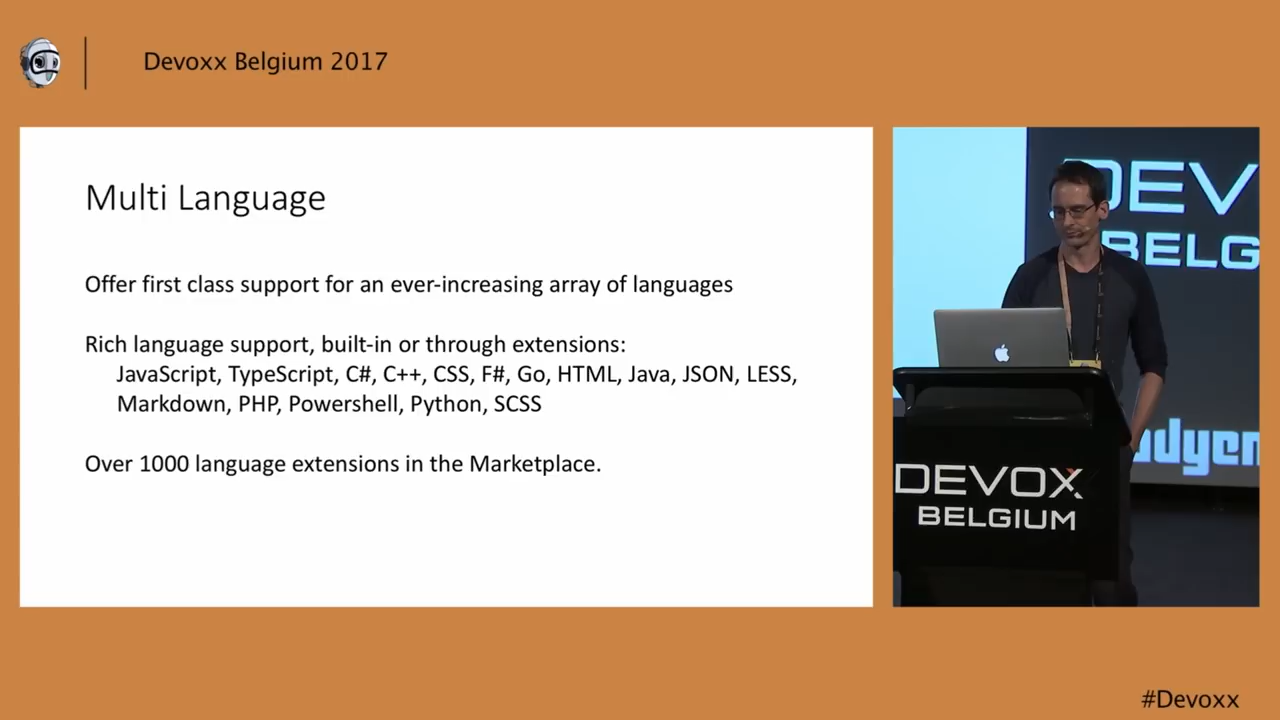 Devoxx Belgium 2017
Multi Language
Offer first class support for an ever-increasing array of languages
Rich language support, built-in or through extensions:
JavaScript, TypeScript, C#, C++, CSS, F#, Go, HTML, Java, JSON, LESS,
Markdown, PHP, Powershell, Python, SCSS
Over 1000 language extensions in the Marketplace.
DEV
BELG
DEVOXX
BELGIUM
#Devoxx